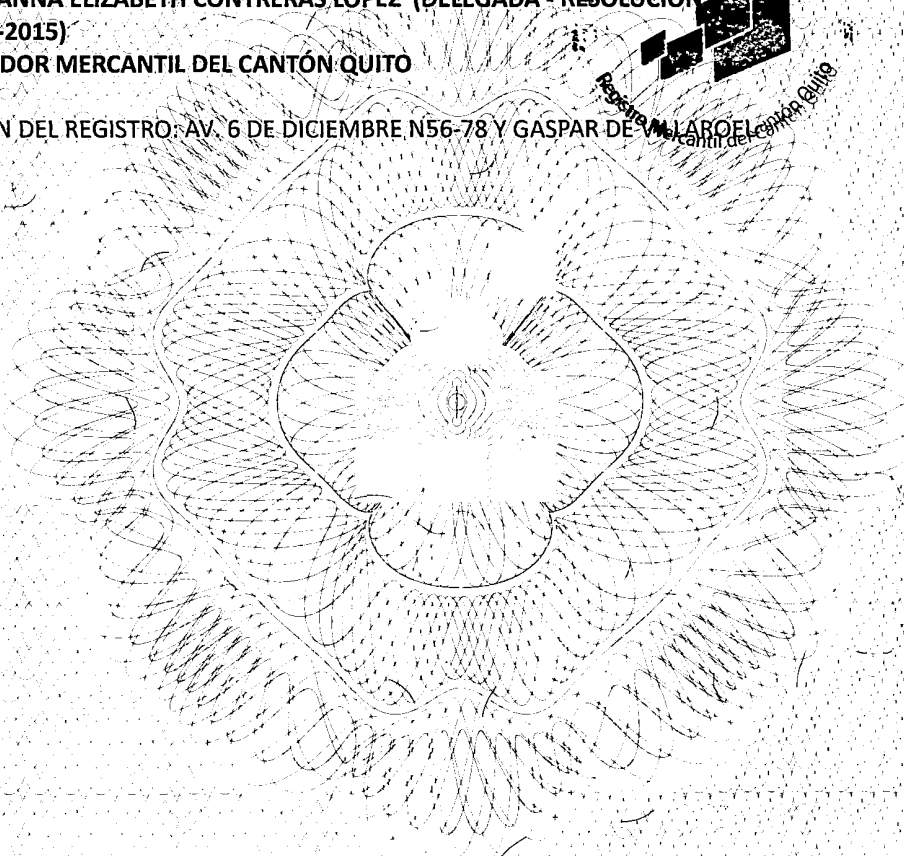 ANNA ELIZABETH CONTRERAS LOPEZ (DELEGADA - RESOLUCIÓN
-2015)
DOR MERCANTIL DEL CANTÓN QUITO
N DEL REGISTRO: AV. 6 DE DICIEMBRE N56-78 Y GASPAR DE VILLAROEL
Registro Mercantil del cantón Quito